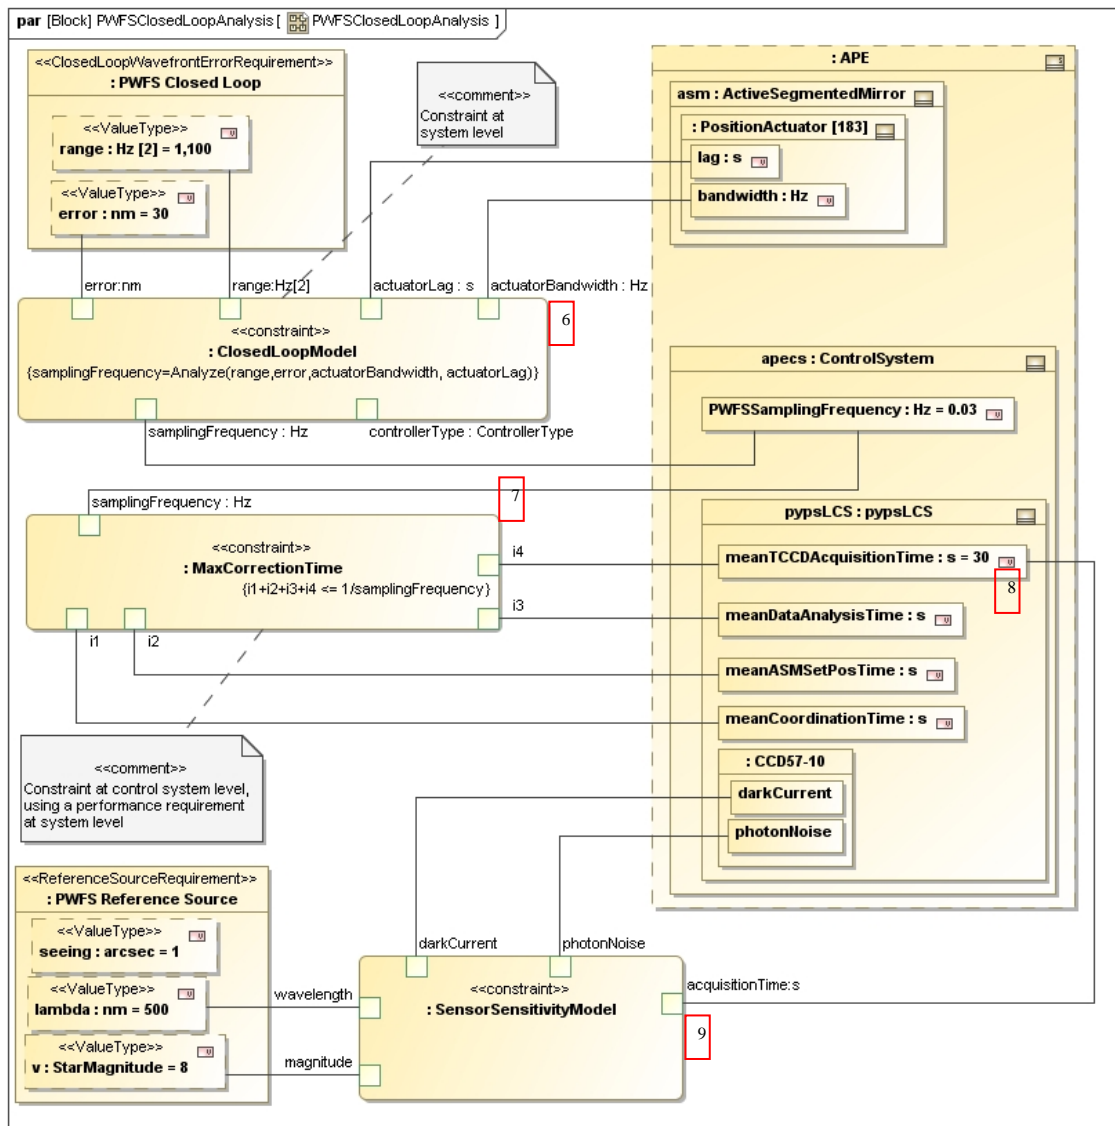 par [Block] PWFSClosedLoopAnalysis [ PWFSClosedLoopAnalysis ]
<<ClosedLoopWavefrontErrorRequirement>>
: PWFS Closed Loop
<<ValueType>>
range : Hz [2] = 1,100
<<ValueType>>
error : nm = 30
<<comment>>
Constraint at
system level
: APE
asm : ActiveSegmentedMirror
: PositionActuator [183]
lag : s
bandwidth : Hz
error:nm
range:Hz[2]
actuatorLag : s
actuatorBandwidth : Hz
6
<<constraint>>
: ClosedLoopModel
{samplingFrequency=Analyze(range,error,actuatorBandwidth, actuatorLag)}
samplingFrequency : Hz
controllerType : ControllerType
apecs : ControlSystem
PWFSSamplingFrequency : Hz = 0.03
samplingFrequency : Hz
7
<<constraint>>
: MaxCorrectionTime
{i1+i2+i3+i4 <= 1/samplingFrequency}
i4
i3
i1
i2
pypsLCS : pypsLCS
meanTCCDAcquisitionTime : s = 30
8
meanDataAnalysisTime : s
meanASMSetPosTime : s
meanCoordinationTime : s
: CCD57-10
darkCurrent
photonNoise
<<comment>>
Constraint at control system level,
using a performance requirement
at system level
<<ReferenceSourceRequirement>>
: PWFS Reference Source
<<ValueType>>
seeing : arcsec = 1
<<ValueType>>
lambda : nm = 500
<<ValueType>>
v : StarMagnitude = 8
darkCurrent
photonNoise
wavelength
magnitude
<<constraint>>
: SensorSensitivityModel
acquisitionTime:s
9